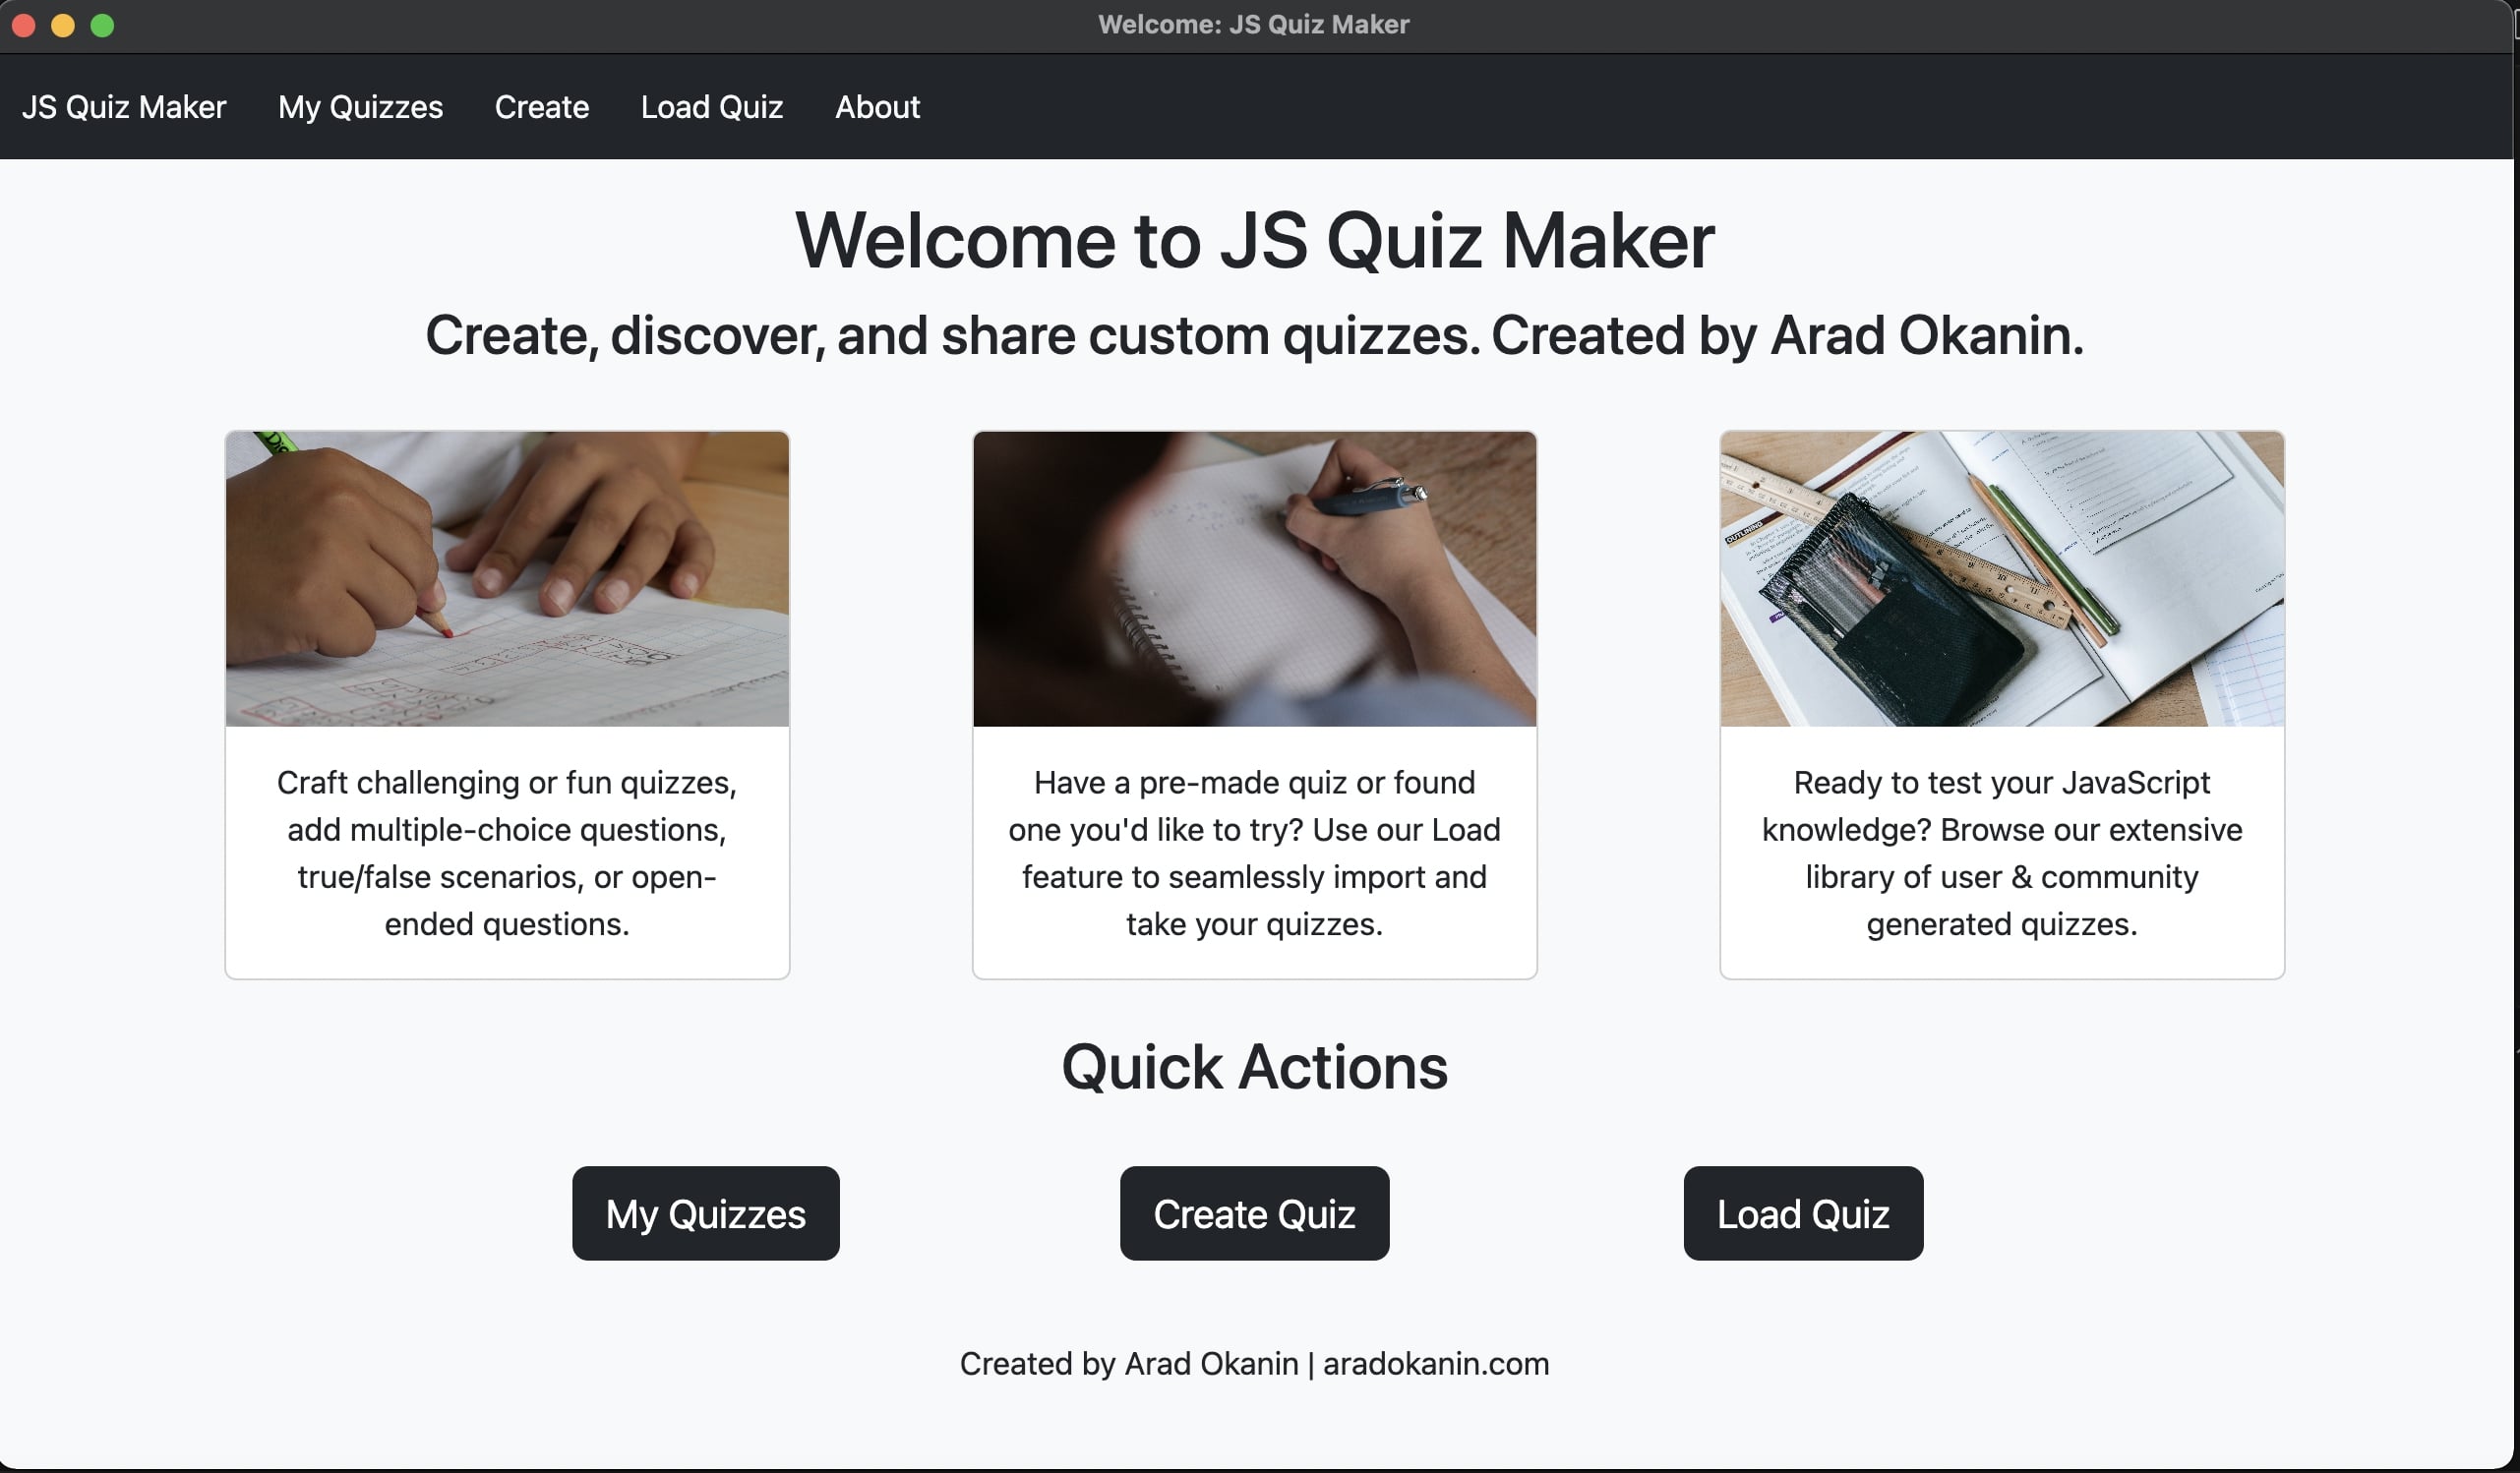 Welcome: JS Quiz Maker
JS Quiz Maker My Quizzes Create Load Quiz About
Welcome to JS Quiz Maker
Create, discover, and share custom quizzes. Created by Arad Okanin.
OUTLINING
Craft challenging or fun quizzes,
add multiple-choice questions,
true/false scenarios, or open-
ended questions.
Have a pre-made quiz or found
one you'd like to try? Use our Load
feature to seamlessly import and
take your quizzes.
Ready to test your JavaScript
knowledge? Browse our extensive
library of user & community
generated quizzes.
Quick Actions
My Quizzes Create Quiz Load Quiz
Created by Arad Okanin | aradokanin.com